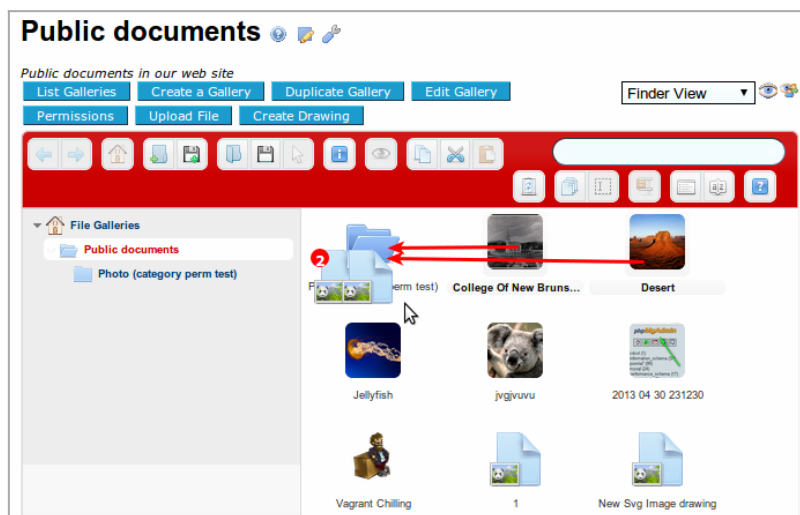 Public documents
Public documents in our web site
List Galleries Create a Gallery Duplicate Gallery Edit Gallery
Finder View
Permissions Upload File Create Drawing
File Galleries
Public documents
Photo (category perm test)
2
erm test) College Of New Bruns... Desert
phpMyAdmin
Jellyfish jvgjvuvu 2013 04 30 231230
Vagrant Chilling 1 New Svg Image drawing